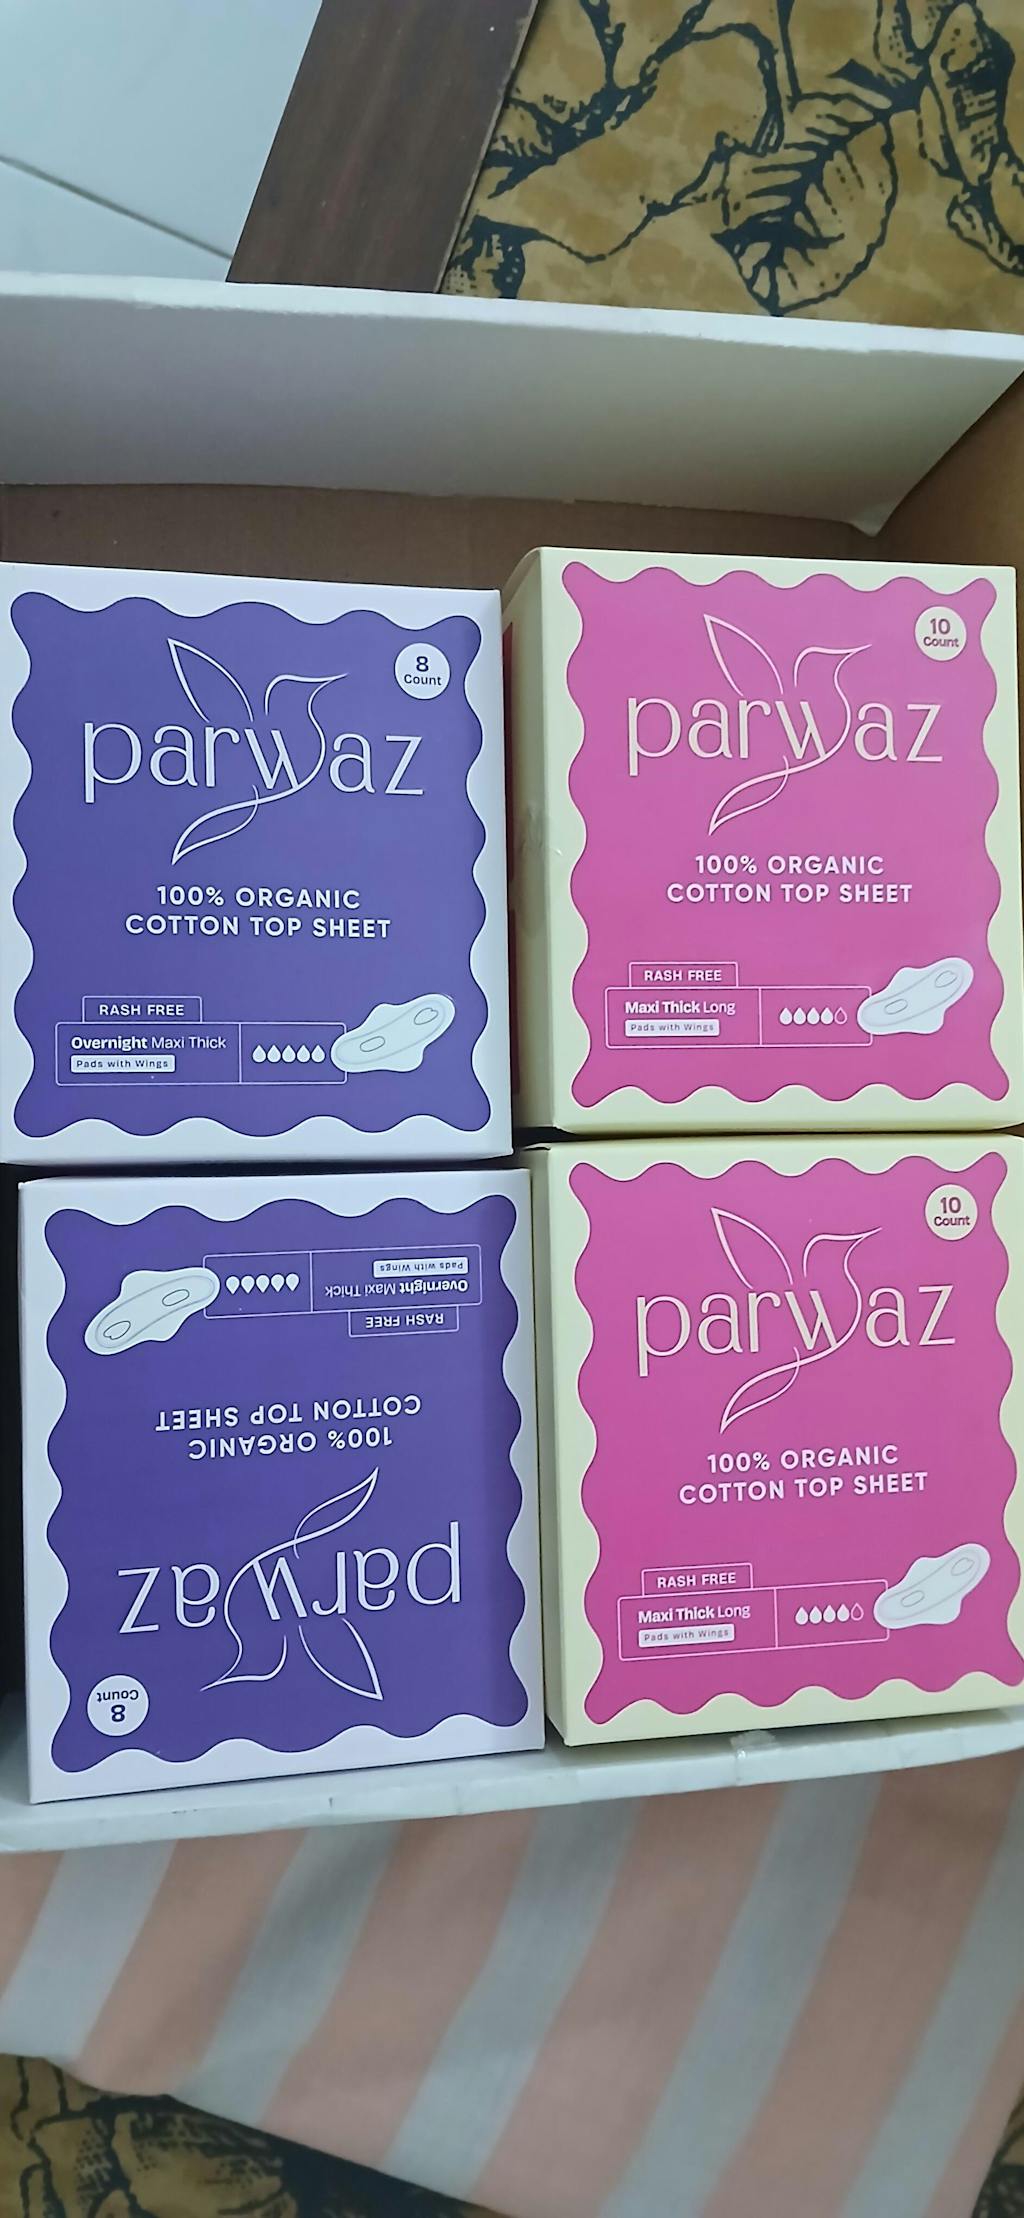 8
Count
parwaz
100% ORGANIC
COTTON TOP SHEET
RASH FREE
Overnight Maxi Thick
Pads with Wings
10
Count
parwaz
100% ORGANIC
COTTON TOP SHEET
RASH FREE
Maxi Thick Long
Pads with Wings
8
Count
parwaz
100% ORGANIC
COTTON TOP SHEET
RASH FREE
Overnight Maxi Thick
Pads with Wings
10
Count
parwaz
100% ORGANIC
COTTON TOP SHEET
RASH FREE
Maxi Thick Long
Pads with Wings